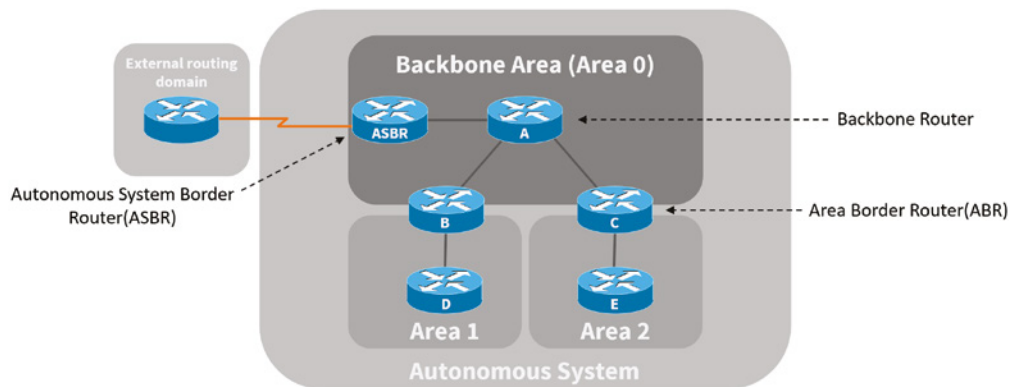 External routing
domain
Backbone Area (Area 0)
ASBR
A
Backbone Router
Autonomous System Border
Router(ASBR)
B
C
Area Border Router(ABR)
D
E
Area 1
Area 2
Autonomous System